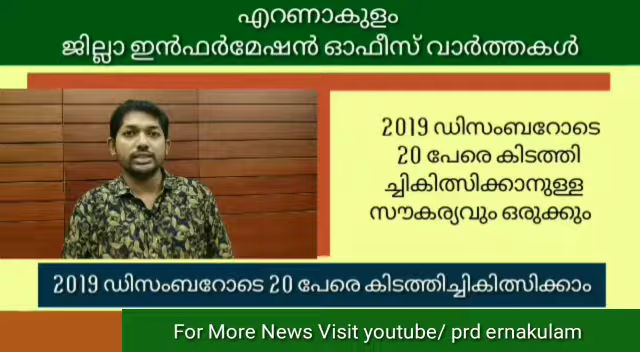 എറണാകുളം
ജില്ലാ ഇൻഫർമേഷൻ ഓഫീസ് വാർത്തകൾ
2019 ഡിസംബറോടെ
20 പേരെ കിടത്തി
ച്ചികിത്സിക്കാനുള്ള
സൗകര്യവും ഒരുക്കും
2019 ഡിസംബറോടെ 20 പേരെ കിടത്തിച്ചികിത്സിക്കാം
For More News Visit youtube/ prd ernakulam